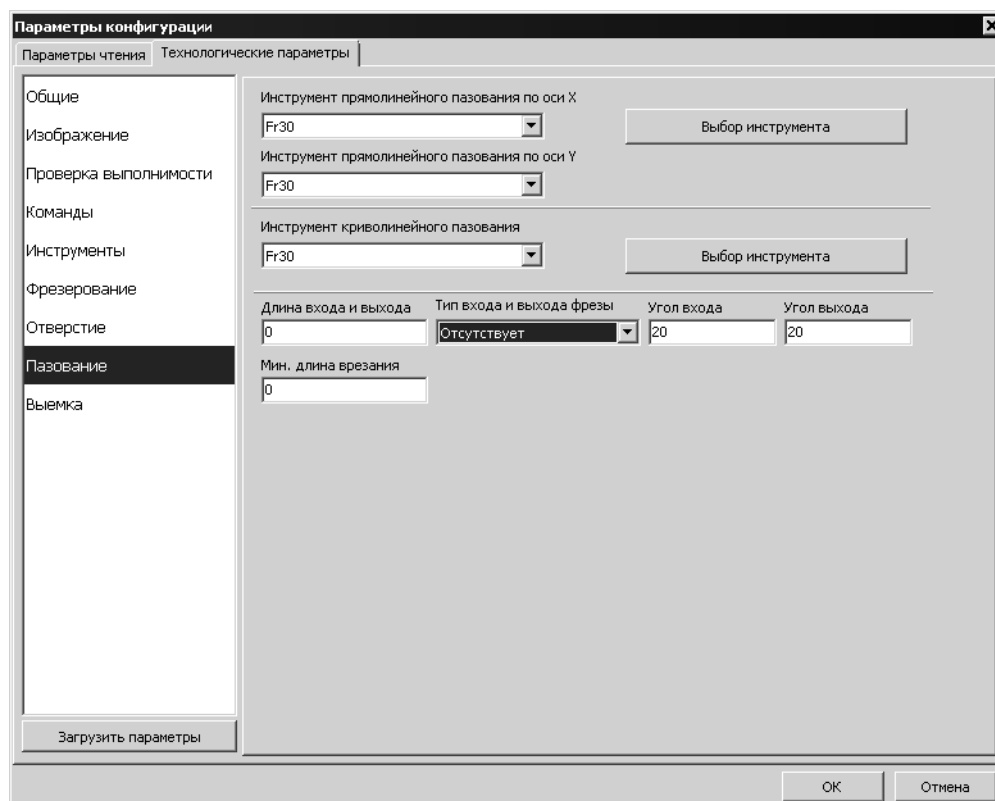 Параметры конфигурации
Параметры чтения Технологические параметры
Общие
Изображение
Проверка выполнимости
Команды
Инструменты
Фрезерование
Отверстие
Пазование
Выемка
Загрузить параметры
Инструмент прямолинейного пазования по оси X
Fr30
Выбор инструмента
Инструмент прямолинейного пазования по оси Y
Fr30
Инструмент криволинейного пазования
Fr30
Выбор инструмента
Длина входа и выхода Тип входа и выхода фрезы Угол входа Угол выхода
0 Отсутствует 20 20
Мин. длина врезания
0
OK Отмена